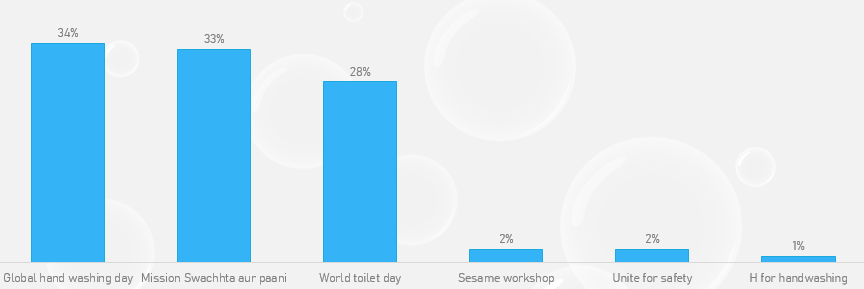 34%
33%
28%
2%
2%
1%
Global hand washing day
Mission Swachhta aur paani
World toilet day
Sesame workshop
Unite for safety
H for handwashing